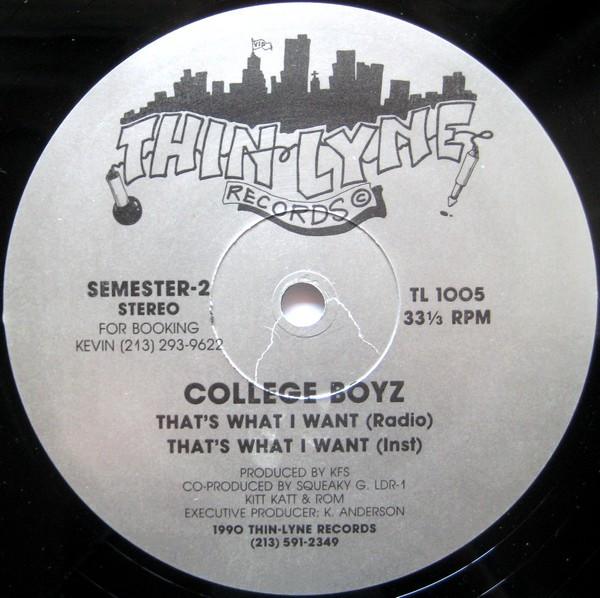 VIP
THIN-LYNE
RECORDS ©
SEMESTER-2
STEREO
FOR BOOKING
KEVIN (213) 293-9622
TL 1005
33⅓ RPM
COLLEGE BOYZ
THAT'S WHAT I WANT (Radio)
THAT'S WHAT I WANT (Inst)
PRODUCED BY KFS
CO-PRODUCED BY SQUEAKY G. LDR-1
KITT KATT & ROM
EXECUTIVE PRODUCER: K. ANDERSON
1990 THIN-LYNE RECORDS
(213) 591-2349